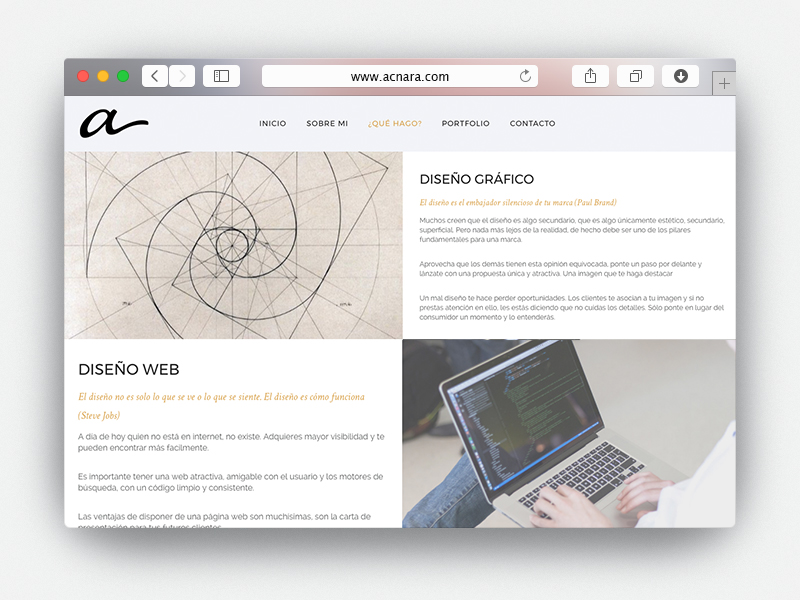 www.acnara.com
a
INICIO SOBRE MI ¿QUÉ HAGO? PORTFOLIO CONTACTO
DISEÑO GRÁFICO
El diseño es el embajador silencioso de tu marca (Paul Brand)
Muchos creen que el diseño es algo secundario, que es algo únicamente estético, secundario,
superficial. Pero nada más lejos de la realidad, de hecho debe ser uno de los pilares
fundamentales para una marca.
Aprovecha que los demás tienen esta opinión equivocada, ponte un paso por delante y
lánzate con una propuesta única y atractiva. Una imagen que te haga destacar
Un mal diseño te hace perder oportunidades. Los clientes te asocian a tu imagen y si no
prestas atención en ello, les estás diciendo que no cuidas los detalles. Sólo ponte en lugar del
consumidor un momento y lo entenderás.
DISEÑO WEB
El diseño no es solo lo que se ve o lo que se siente. El diseño es cómo funciona
(Steve Jobs)
A día de hoy quien no está en internet, no existe. Adquieres mayor visibilidad y te
pueden encontrar más facilmente.
Es importante tener una web atractiva, amigable con el usuario y los motores de
búsqueda, con un código limpio y consistente.
Las ventajas de disponer de una página web son muchísimas, son la carta de
presentación para tus futuros clientes